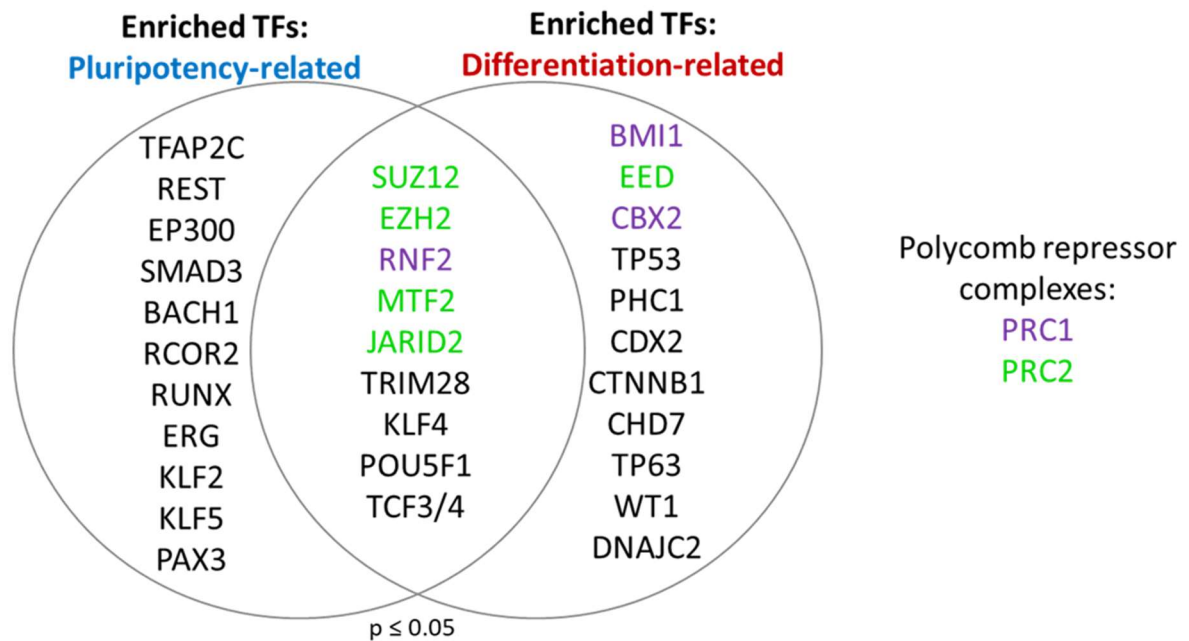 Enriched TFs:
Pluripotency-related
Enriched TFs:
Differentiation-related
TFAP2C
REST
EP300
SMAD3
BACH1
RCOR2
RUNX
ERG
KLF2
KLF5
PAX3
SUZ12
EZH2
RNF2
MTF2
JARID2
TRIM28
KLF4
POU5F1
TCF3/4
BMI1
EED
CBX2
TP53
PHC1
CDX2
CTNNB1
CHD7
TP63
WT1
DNAJC2
Polycomb repressor
complexes:
PRC1
PRC2
p ≤ 0.05